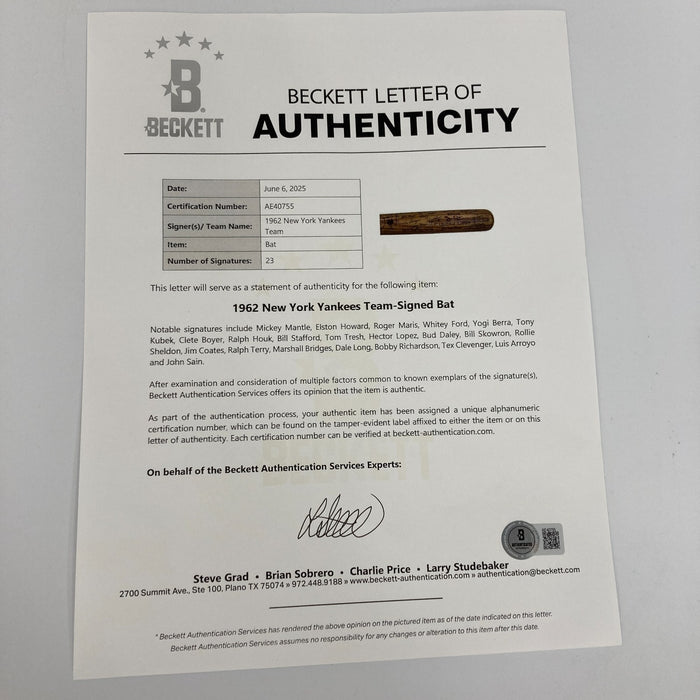 B
BECKETT
BECKETT LETTER OF
AUTHENTICITY
Date: June 6, 2025
Certification Number: AE40755
Signer(s)/ Team Name: 1962 New York Yankees
Team
Item: Bat
Number of Signatures: 23
This letter will serve as a statement of authenticity for the following item:
1962 New York Yankees Team-Signed Bat
Notable signatures include Mickey Mantle, Elston Howard, Roger Maris, Whitey Ford, Yogi Berra, Tony
Kubek, Clete Boyer, Ralph Houk, Bill Stafford, Tom Tresh, Hector Lopez, Bud Daley, Bill Skowron, Rollie
Sheldon, Jim Coates, Ralph Terry, Marshall Bridges, Dale Long, Bobby Richardson, Tex Clevenger, Luis Arroyo
and John Sain.
After examination and consideration of multiple factors common to known exemplars of the signature(s),
Beckett Authentication Services offers its opinion that the item is authentic.
As part of the authentication process, your authentic item has been assigned a unique alphanumeric
certification number, which can be found on the tamper-evident label affixed to either the item or on this
letter of authenticity. Each certification number can be verified at beckett-authentication.com.
On behalf of the Beckett Authentication Services Experts:
Steve Grad • Brian Sobrero • Charlie Price • Larry Studebaker
2700 Summit Ave., Ste 100, Plano TX 75074 » 972.448.9188 » www.beckett-authentication.com » authentication@beckett.com
* Beckett Authentication Services has rendered the above opinion on the pictured item as of the date indicated on this letter.
Beckett Authentication Services assumes no responsibility for any changes or alteration to this item after this date.